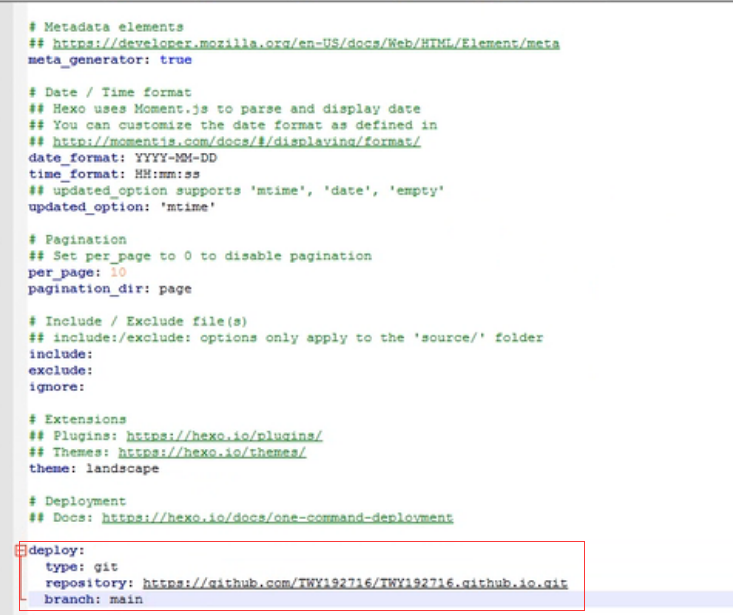 # Metadata elements
## https://developer.mozilla.org/en-US/docs/Web/HTML/Element/meta
meta_generator: true
# Date / Time format
## Hexo uses Moment.js to parse and display date
## You can customize the date format as defined in
## http://momentjs.com/docs/#/displaying/format/
date_format: YYYY-MM-DD
time_format: HH:mm:ss
## updated_option supports 'mtime', 'date', 'empty'
updated_option: 'mtime'
# Pagination
## Set per_page to 0 to disable pagination
per_page: 10
pagination_dir: page
# Include / Exclude file(s)
## include:/exclude: options only apply to the 'source/' folder
include:
exclude:
ignore:
# Extensions
## Plugins: https://hexo.io/plugins/
## Themes: https://hexo.io/themes/
theme: landscape
# Deployment
## Docs: https://hexo.io/docs/one-command-deployment
deploy:
type: git
repository: https://github.com/TWY192716/TWY192716.github.io.git
branch: main